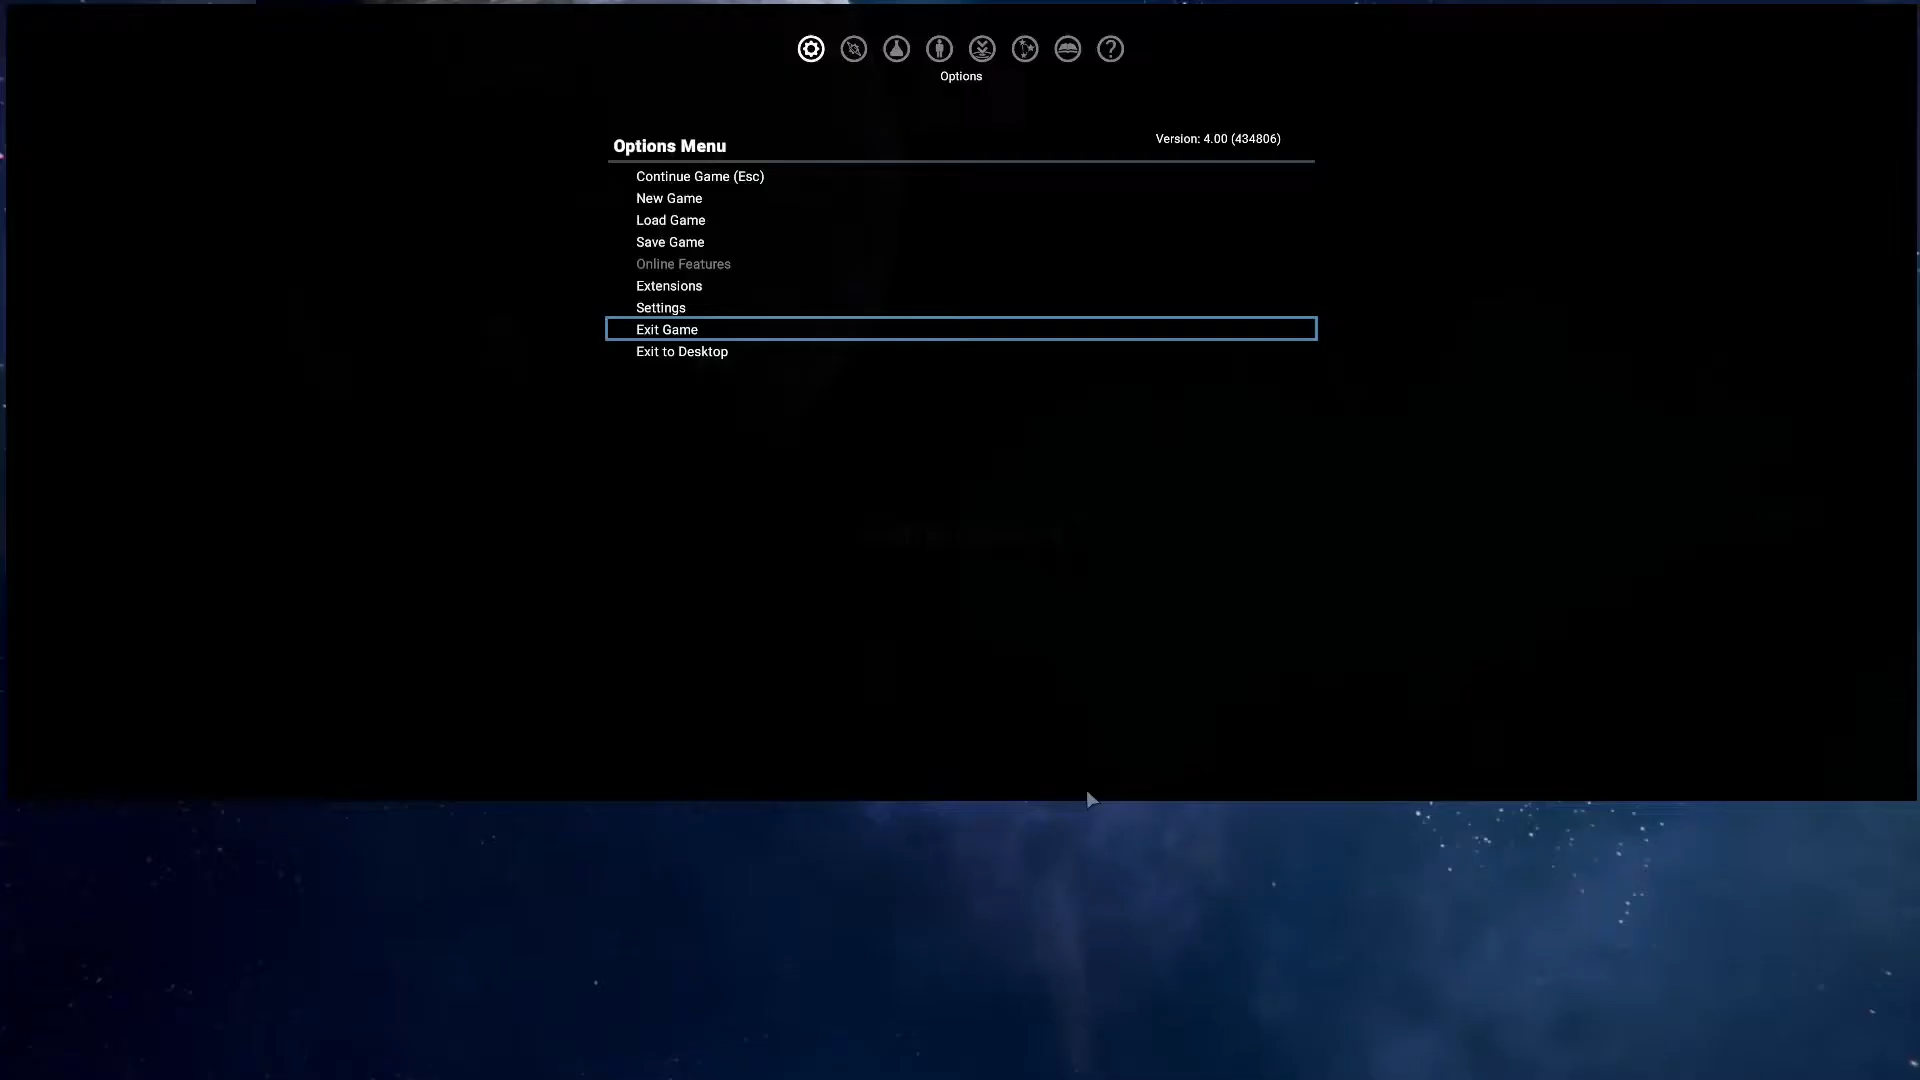 Options
Options Menu
Version: 4.00 (434806)
Continue Game (Esc)
New Game
Load Game
Save Game
Online Features
Extensions
Settings
Exit Game
Exit to Desktop